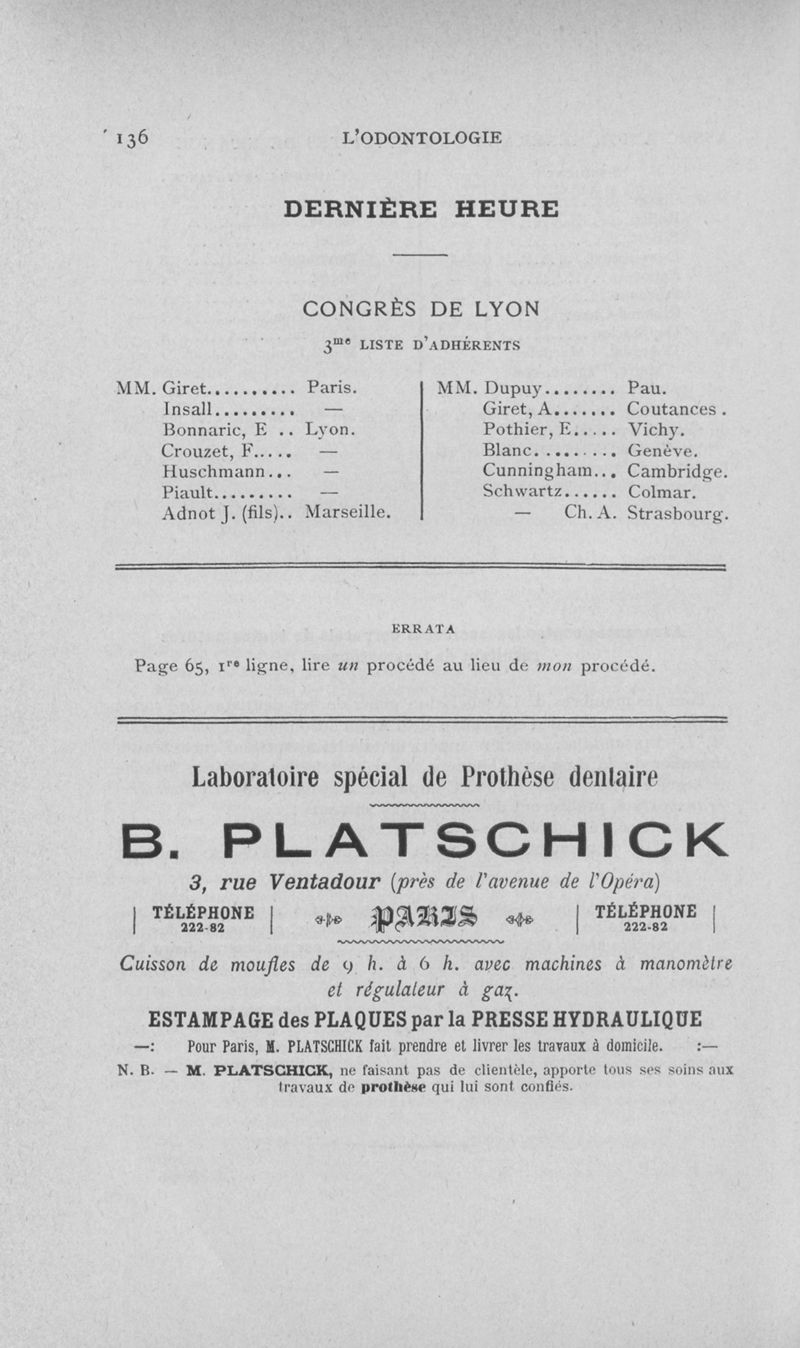 136 L'ODONTOLOGIE
DERNIÈRE HEURE
CONGRÈS DE LYON
3me LISTE D'ADHÉRENTS
MM. Giret.......... Paris.
Insall......... —
Bonnaric, E .. Lyon.
Crouzet, F..... —
Huschmann... —
Piault......... —
Adnot J. (fils).. Marseille.
MM. Dupuy........ Pau.
Giret, A....... Coutances.
Pothier, E..... Vichy.
Blanc......... Genève.
Cunningham... Cambridge.
Schwartz...... Colmar.
— Ch. A. Strasbourg.
ERRATA
Page 65, 1re ligne, lire un procédé au lieu de mon procédé.
Laboratoire spécial de Prothèse dentaire
B. PLATSCHICK
3, rue Ventadour (près de l'avenue de l'Opéra)
TÉLÉPHONE
222-82
PARIS
TÉLÉPHONE
222-82
Cuisson de moufles de 9 h. à 6 h. avec machines à manomètre
et régulateur à gaz.
ESTAMPAGE des PLAQUES par la PRESSE HYDRAULIQUE
—: Pour Paris, M. PLATSCHICK fait prendre et livrer les travaux à domicile. :—
N. B. — M. PLATSCHICK, ne faisant pas de clientèle, apporte tous ses soins aux
travaux de prothèse qui lui sont confiés.